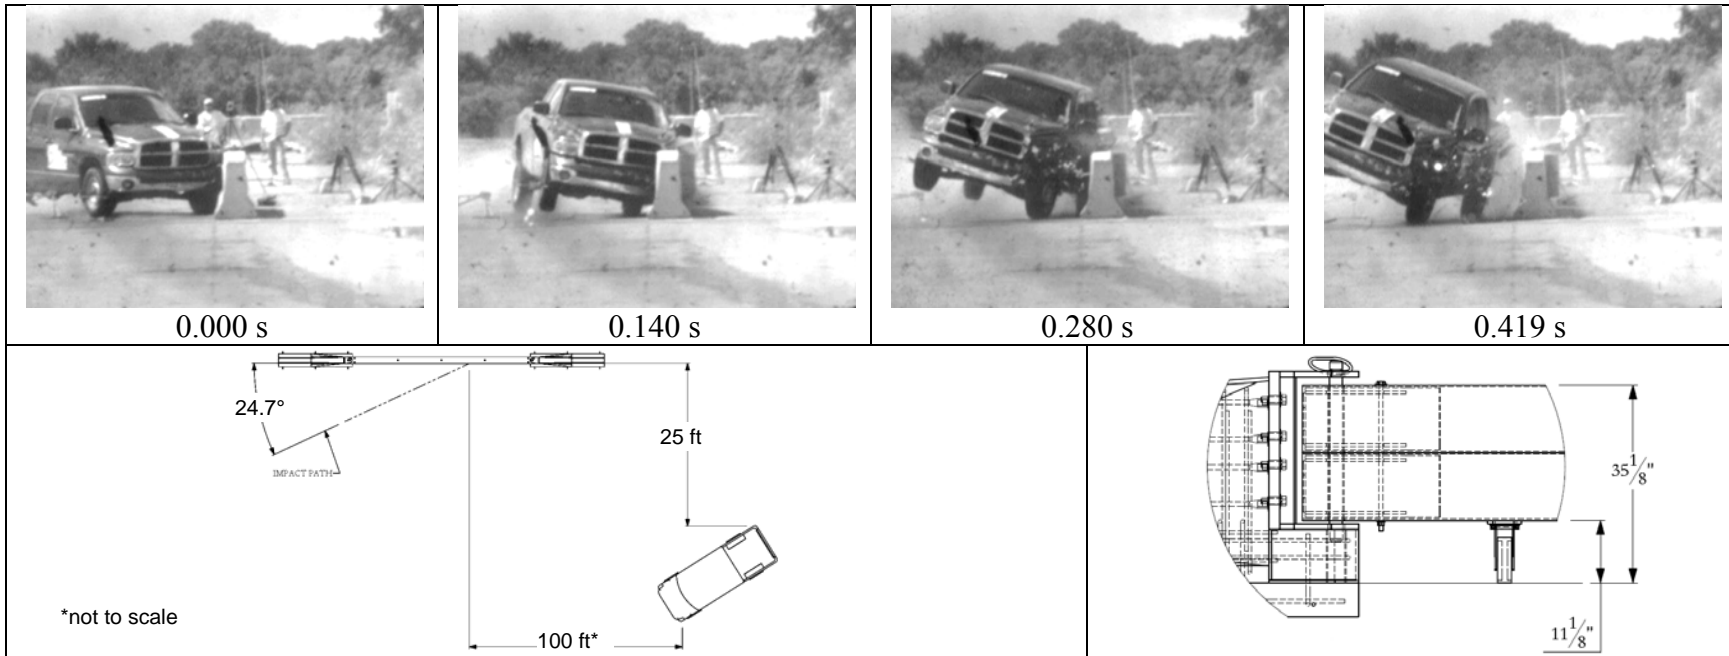 0.000 s
0.140 s
0.280 s
0.419 s
24.7°
IMPACT PATH
25 ft
*not to scale
100 ft*
35 1/8"
11 1/8"